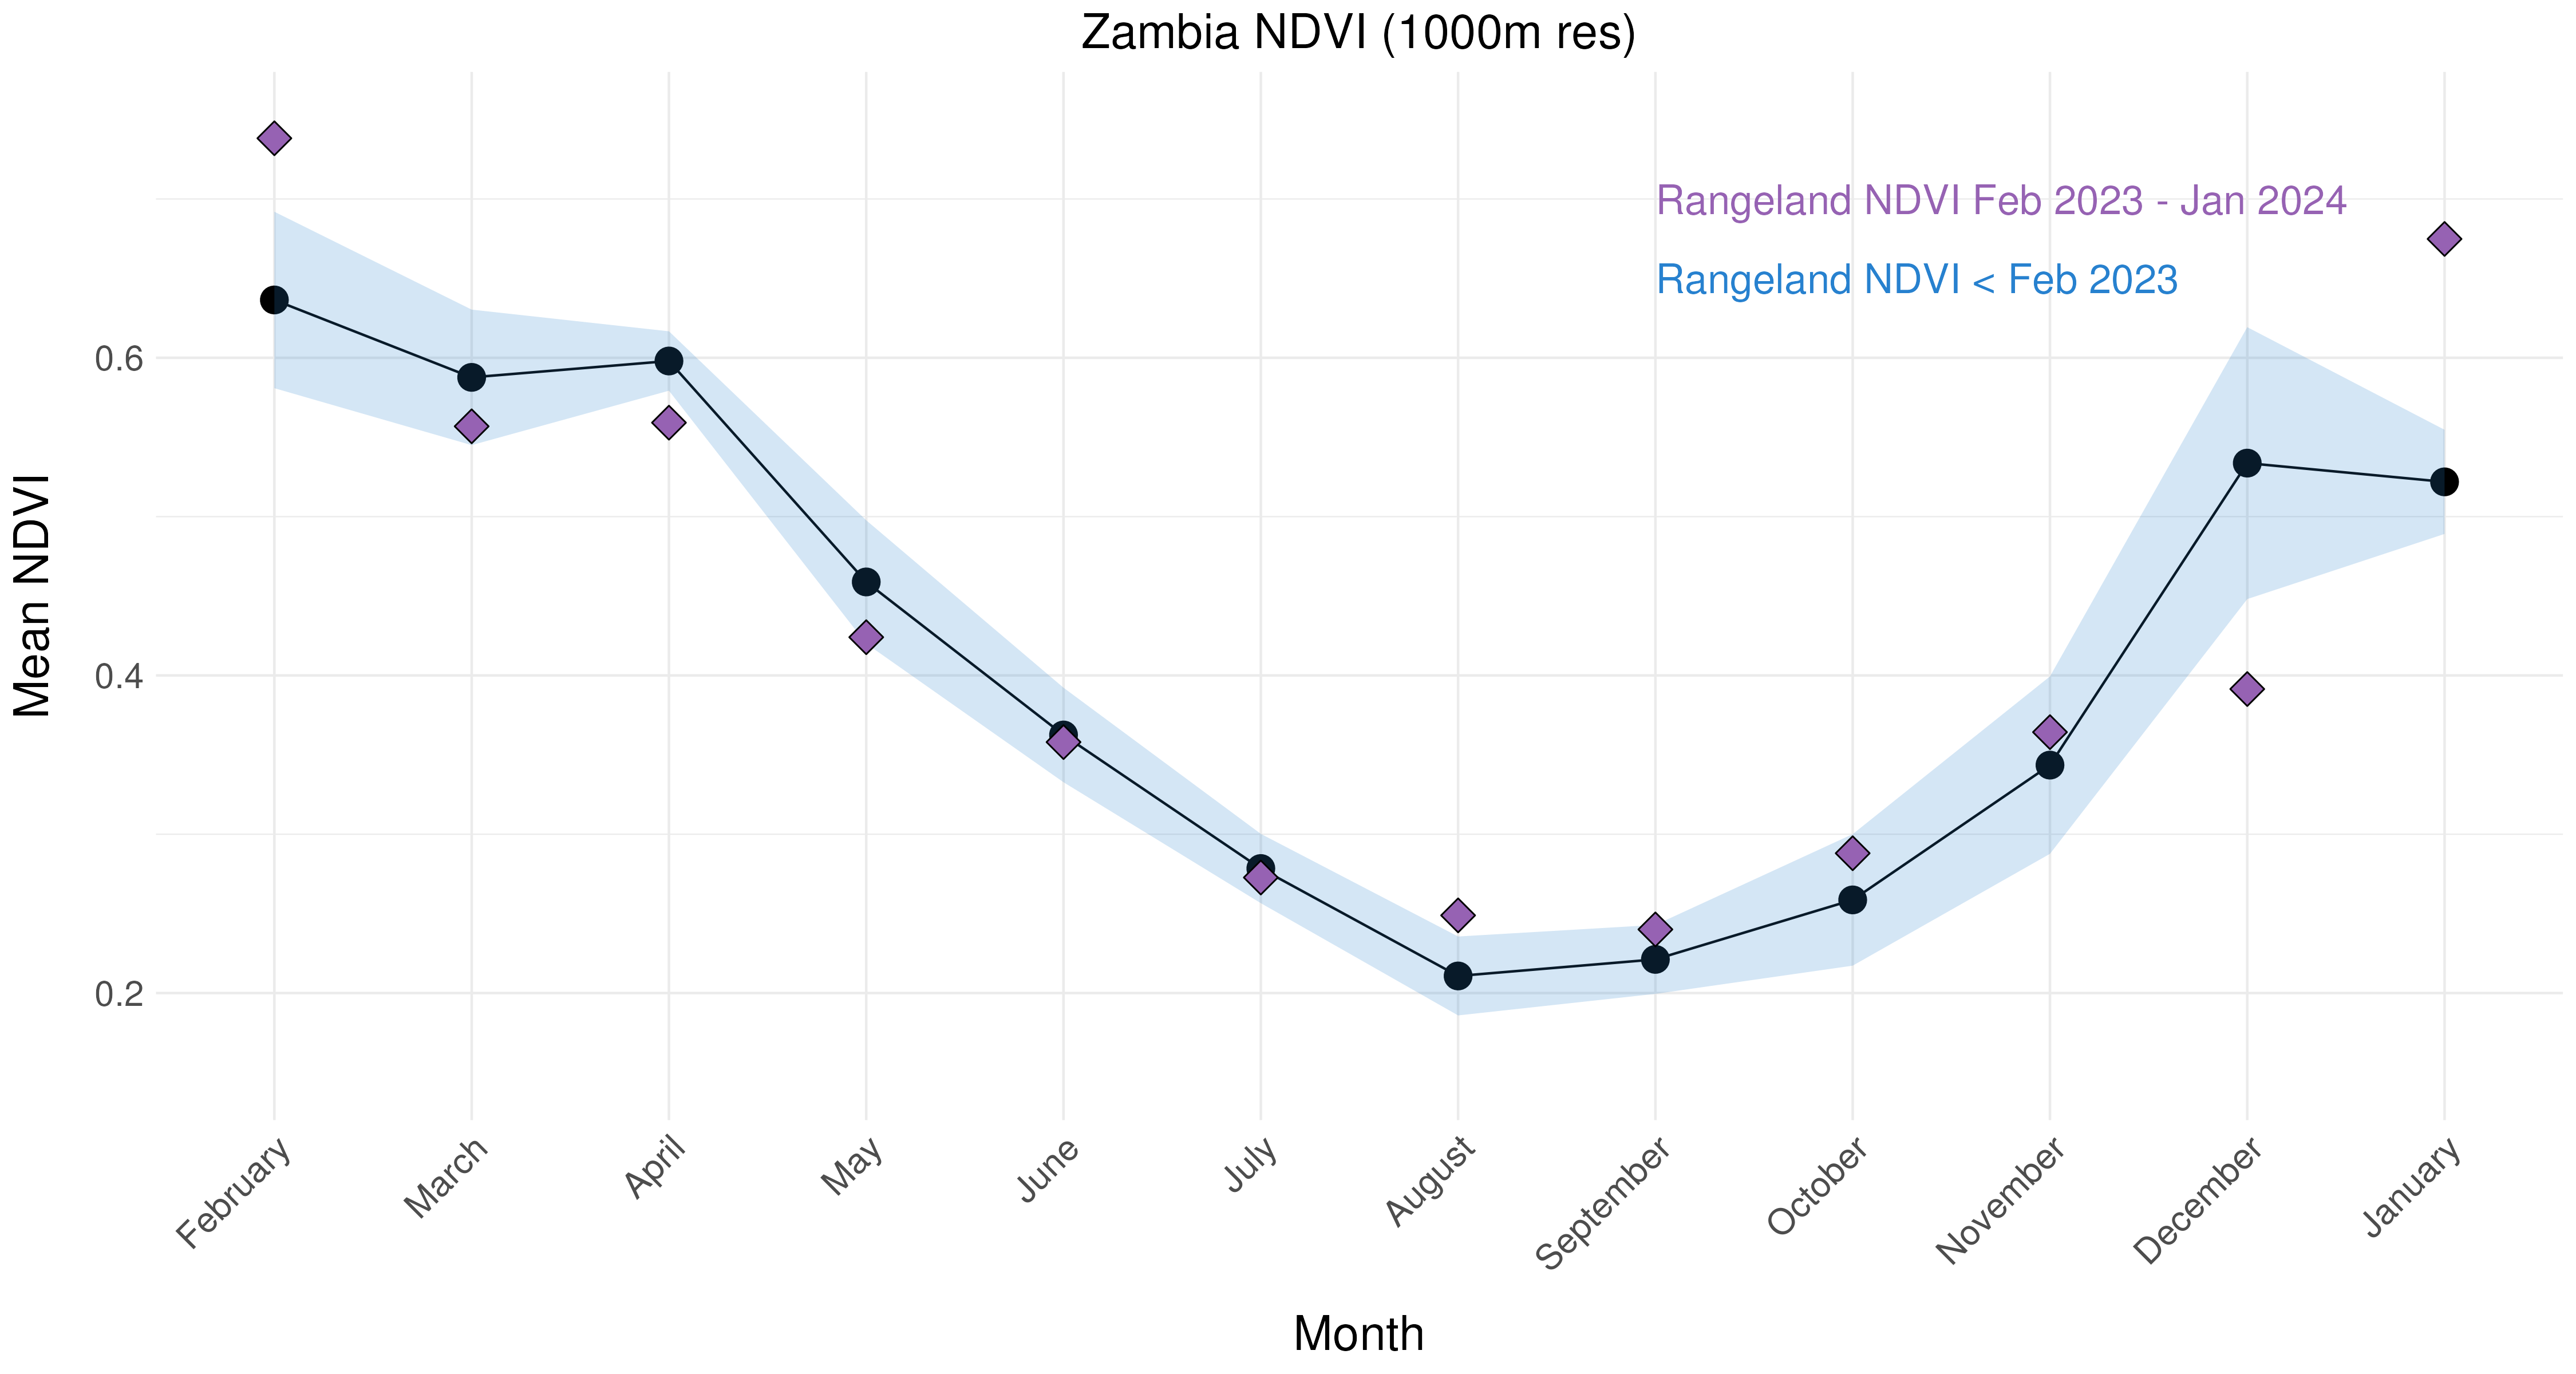 Zambia NDVI (1000m res)
Rangeland NDVI Feb 2023 - Jan 2024
Rangeland NDVI < Feb 2023
Mean NDVI
0.6
0.4
0.2
February
March
April
May
June
July
August
September
October
November
December
January
Month